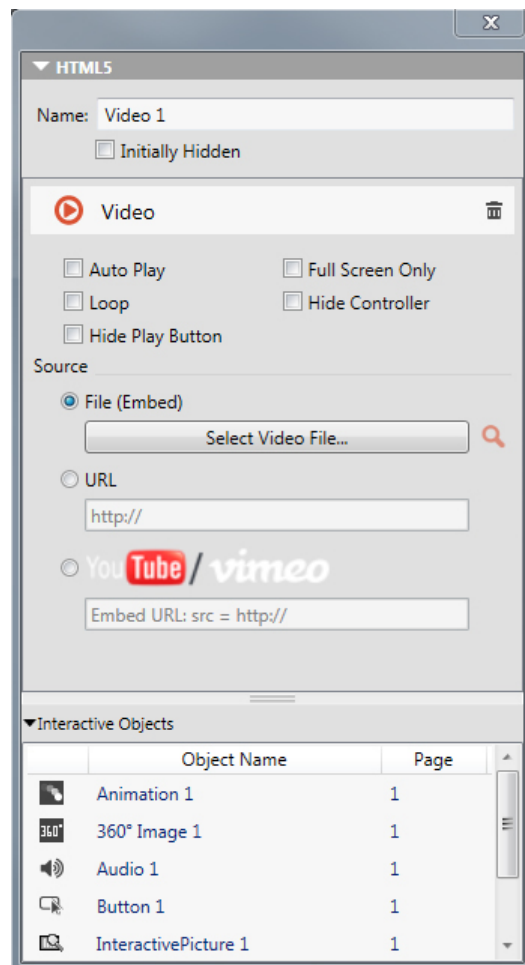 HTML5
Name: Video 1
Initially Hidden
Video
Auto Play Full Screen Only
Loop Hide Controller
Hide Play Button
Source
File (Embed)
Select Video File...
URL
http://
YouTube / vimeo
Embed URL: src = http://
Interactive Objects
Object Name Page
Animation 1 1
360° 360° Image 1 1
Audio 1 1
Button 1 1
InteractivePicture 1 1